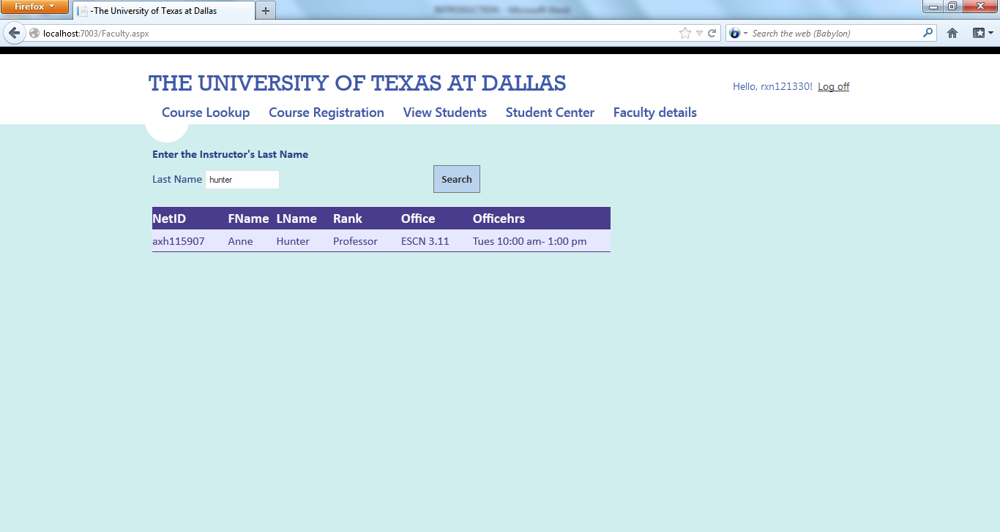 Firefox
-The University of Texas at Dallas
INTRODUCTION - Microsoft Word
localhost:7003/Faculty.aspx
Search the web (Babylon)
THE UNIVERSITY OF TEXAS AT DALLAS
Hello, rxn121330! Log off
Course Lookup Course Registration View Students Student Center Faculty details
Enter the Instructor's Last Name
Last Name hunter Search
NetID FName LName Rank Office Officehrs
axh115907 Anne Hunter Professor ESCN 3.11 Tues 10:00 am- 1:00 pm